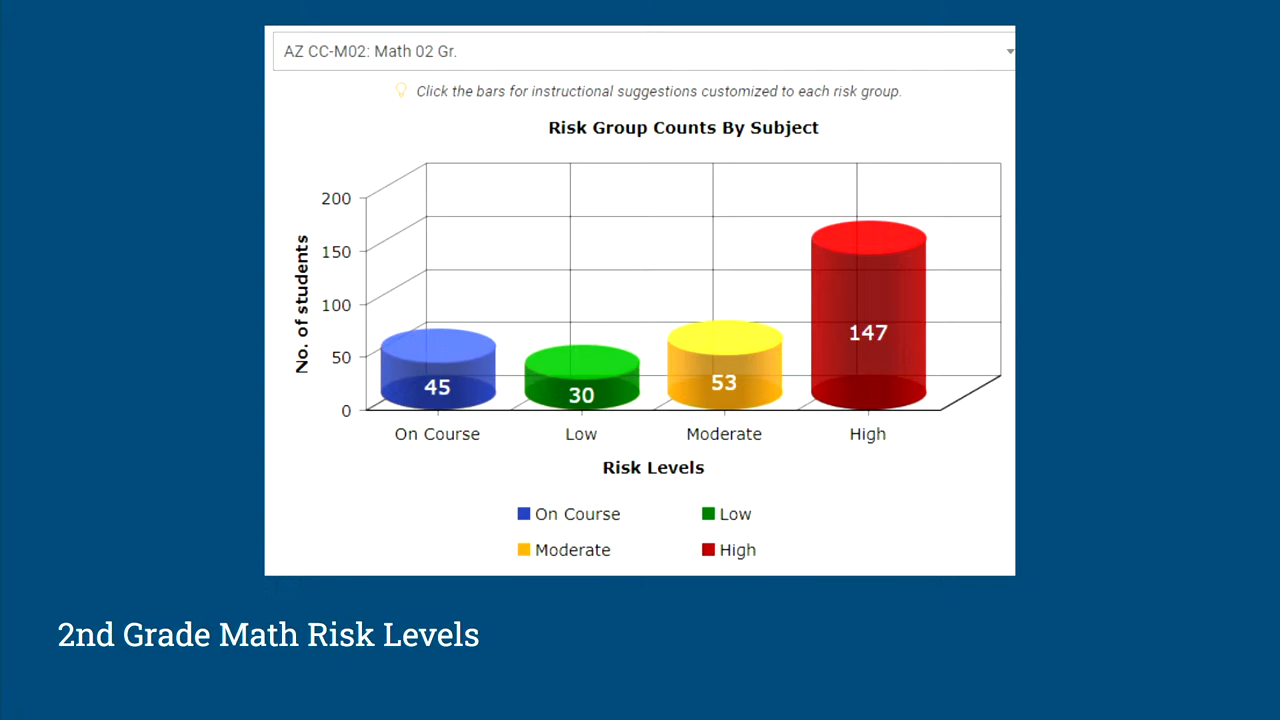 AZ CC-M02: Math 02 Gr.
Click the bars for instructional suggestions customized to each risk group.
Risk Group Counts By Subject
No. of students
200
150
100
50
0
45
30
53
147
On Course
Low
Moderate
High
Risk Levels
On Course
Low
Moderate
High
2nd Grade Math Risk Levels